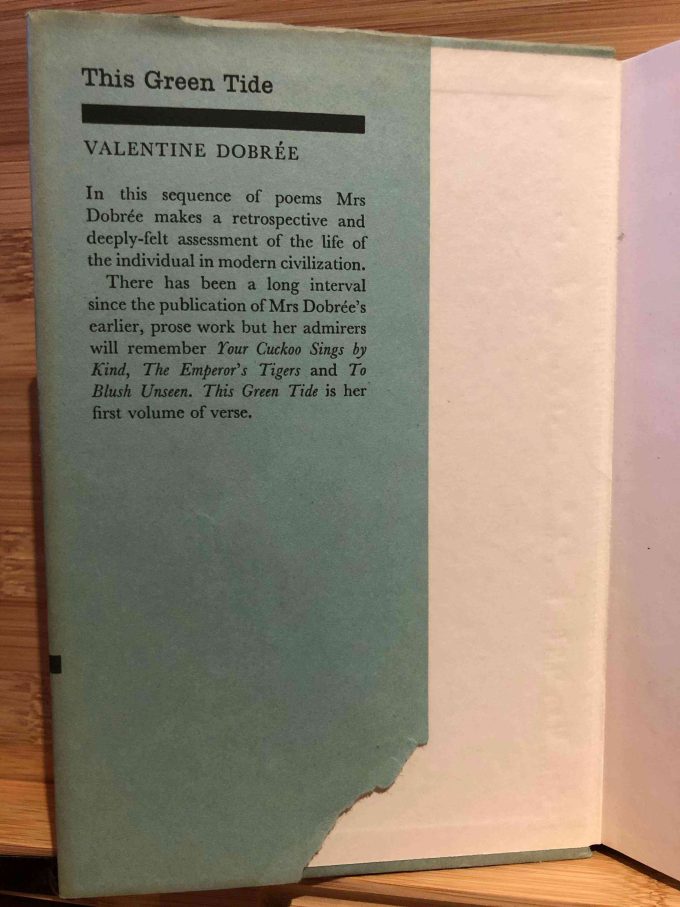 This Green Tide
VALENTINE DOBRÉE
In this sequence of poems Mrs
Dobrée makes a retrospective and
deeply-felt assessment of the life of
the individual in modern civilization.
There has been a long interval
since the publication of Mrs Dobrée's
earlier, prose work but her admirers
will remember Your Cuckoo Sings by
Kind, The Emperor's Tigers and To
Blush Unseen. This Green Tide is her
first volume of verse.